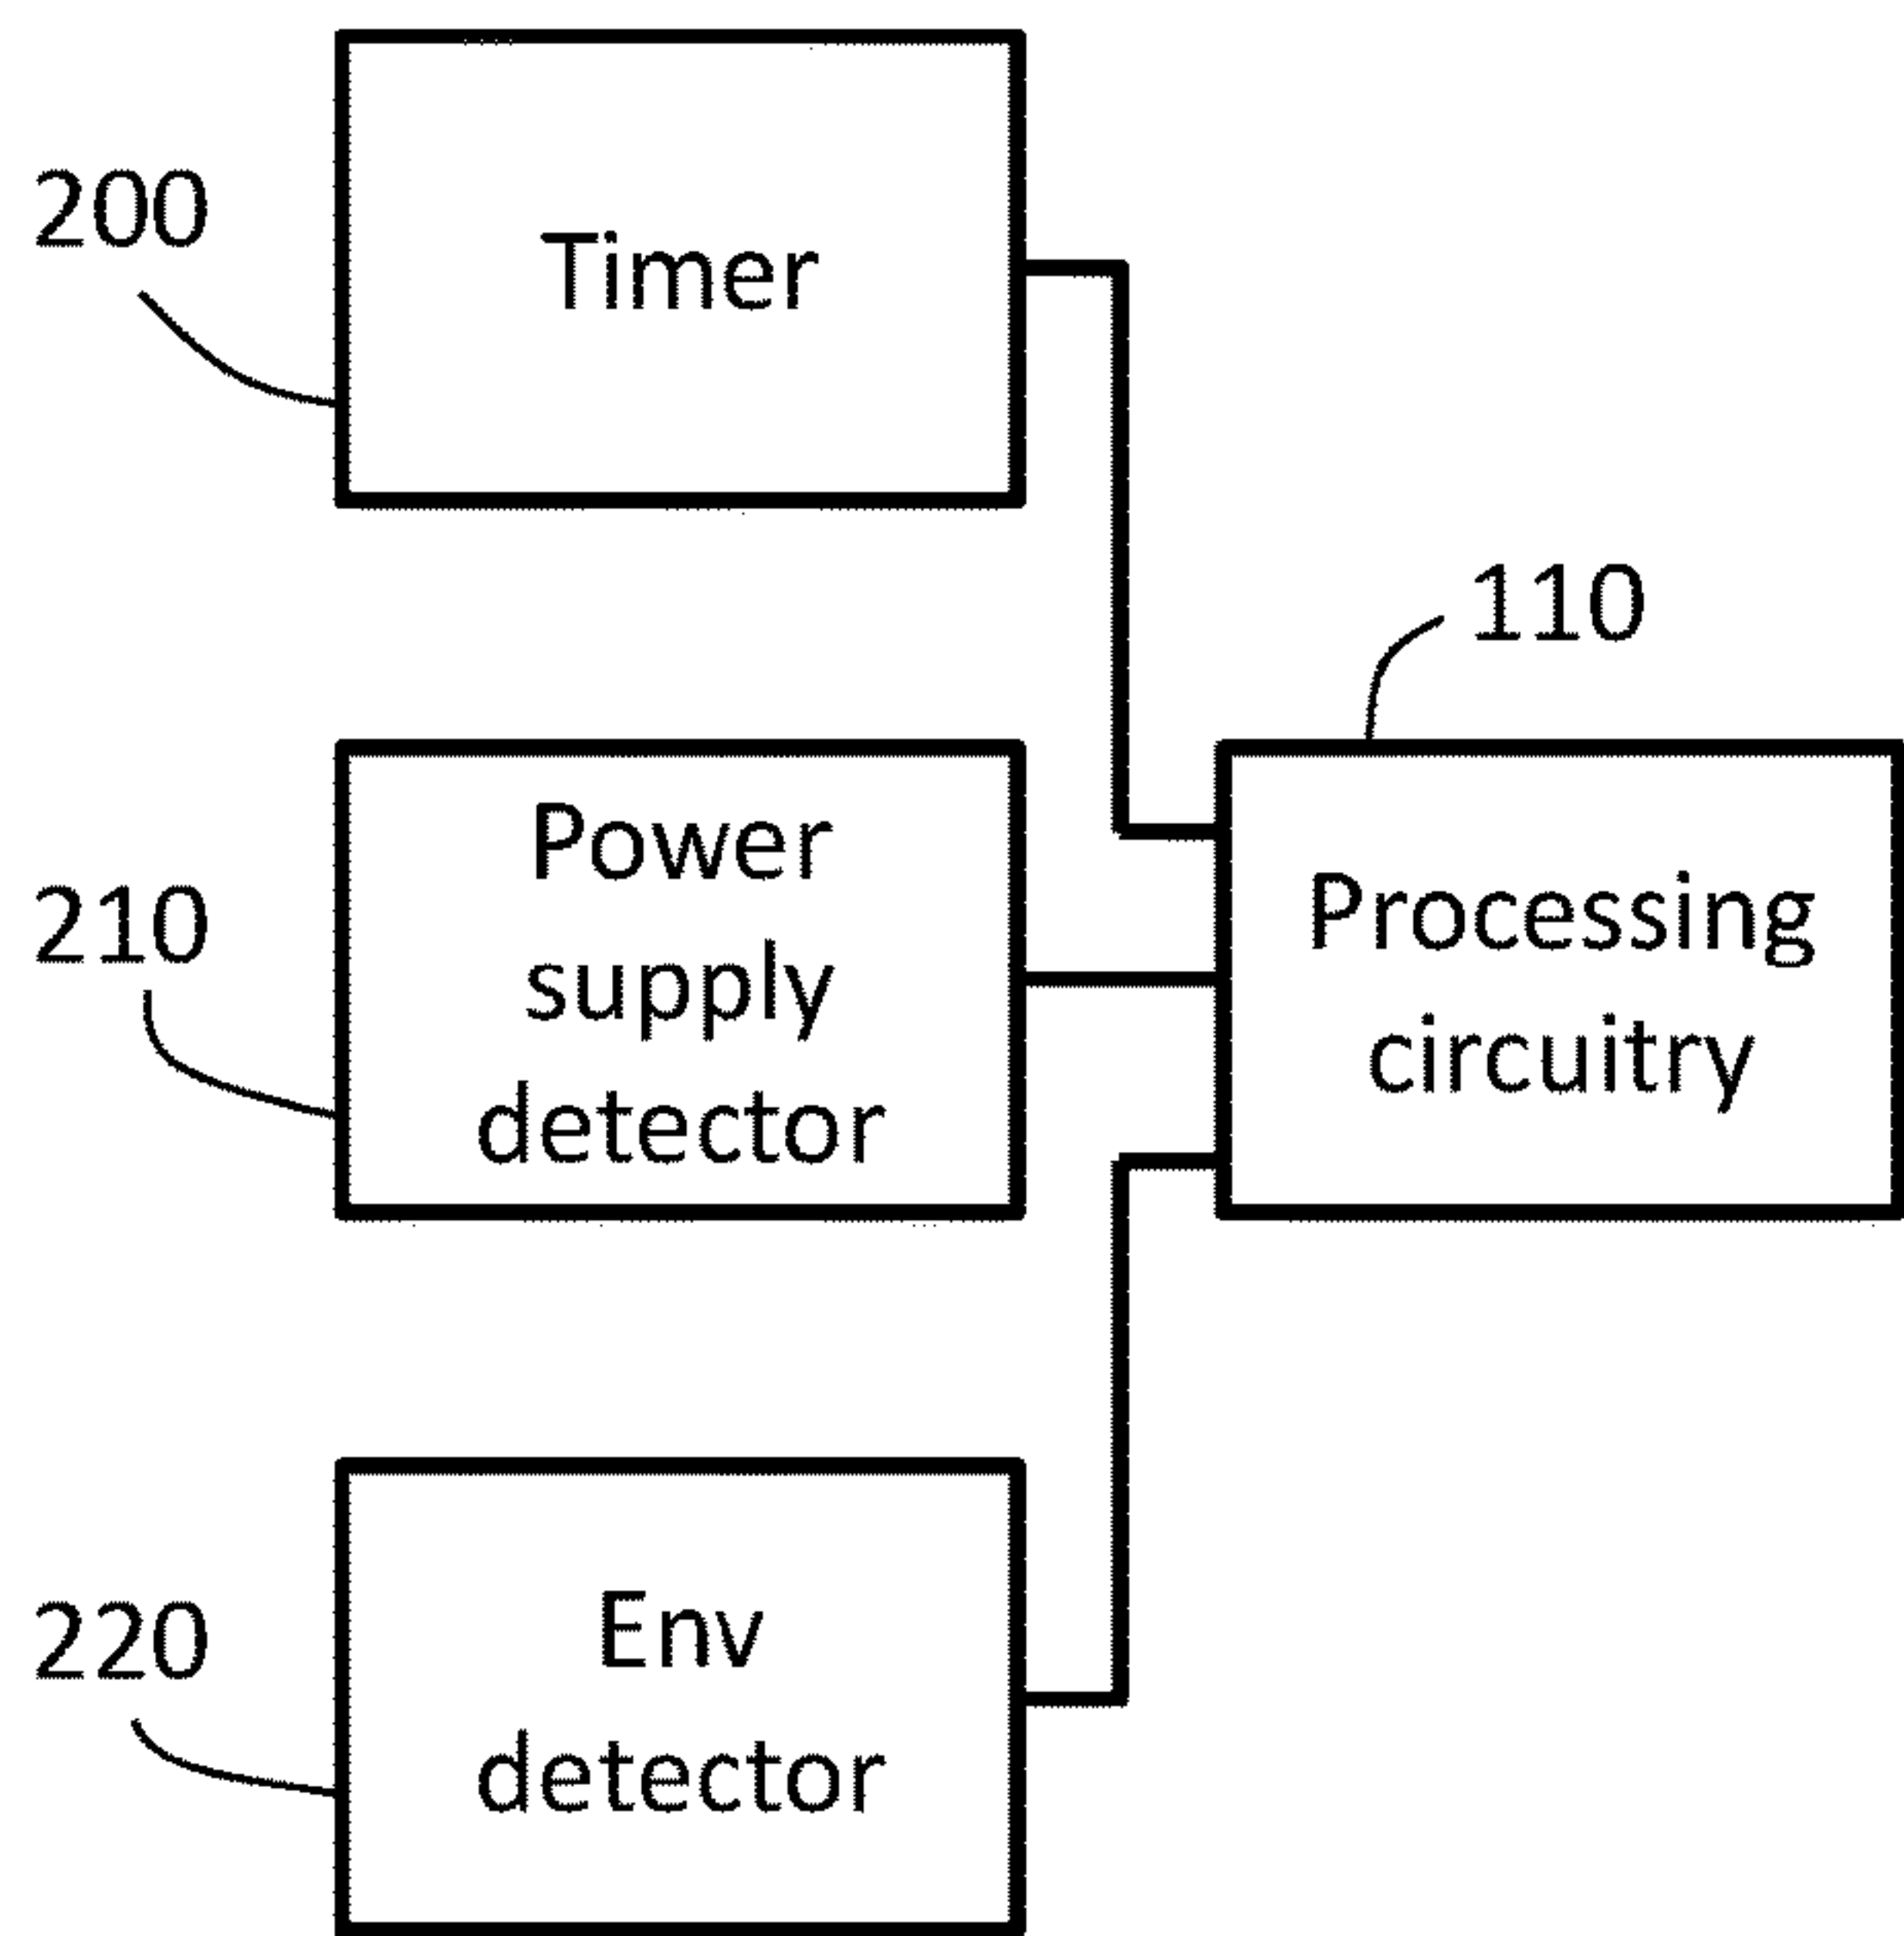 200
Timer
110
210
Power
supply
detector
Processing
circuitry
220
Env
detector